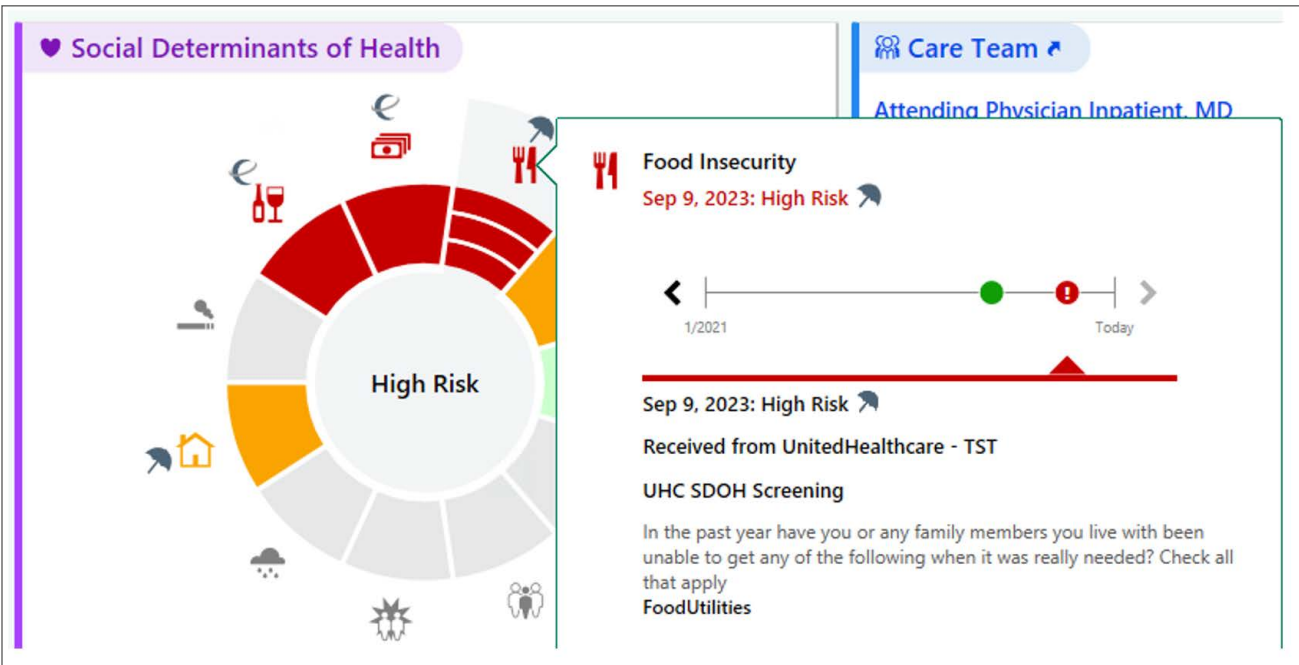 Social Determinants of Health
Care Team
Attending Physician Inpatient, MD
High Risk
Food Insecurity
Sep 9, 2023: High Risk
1/2021
Today
Sep 9, 2023: High Risk
Received from UnitedHealthcare - TST
UHC SDOH Screening
In the past year have you or any family members you live with been
unable to get any of the following when it was really needed? Check all
that apply
FoodUtilities